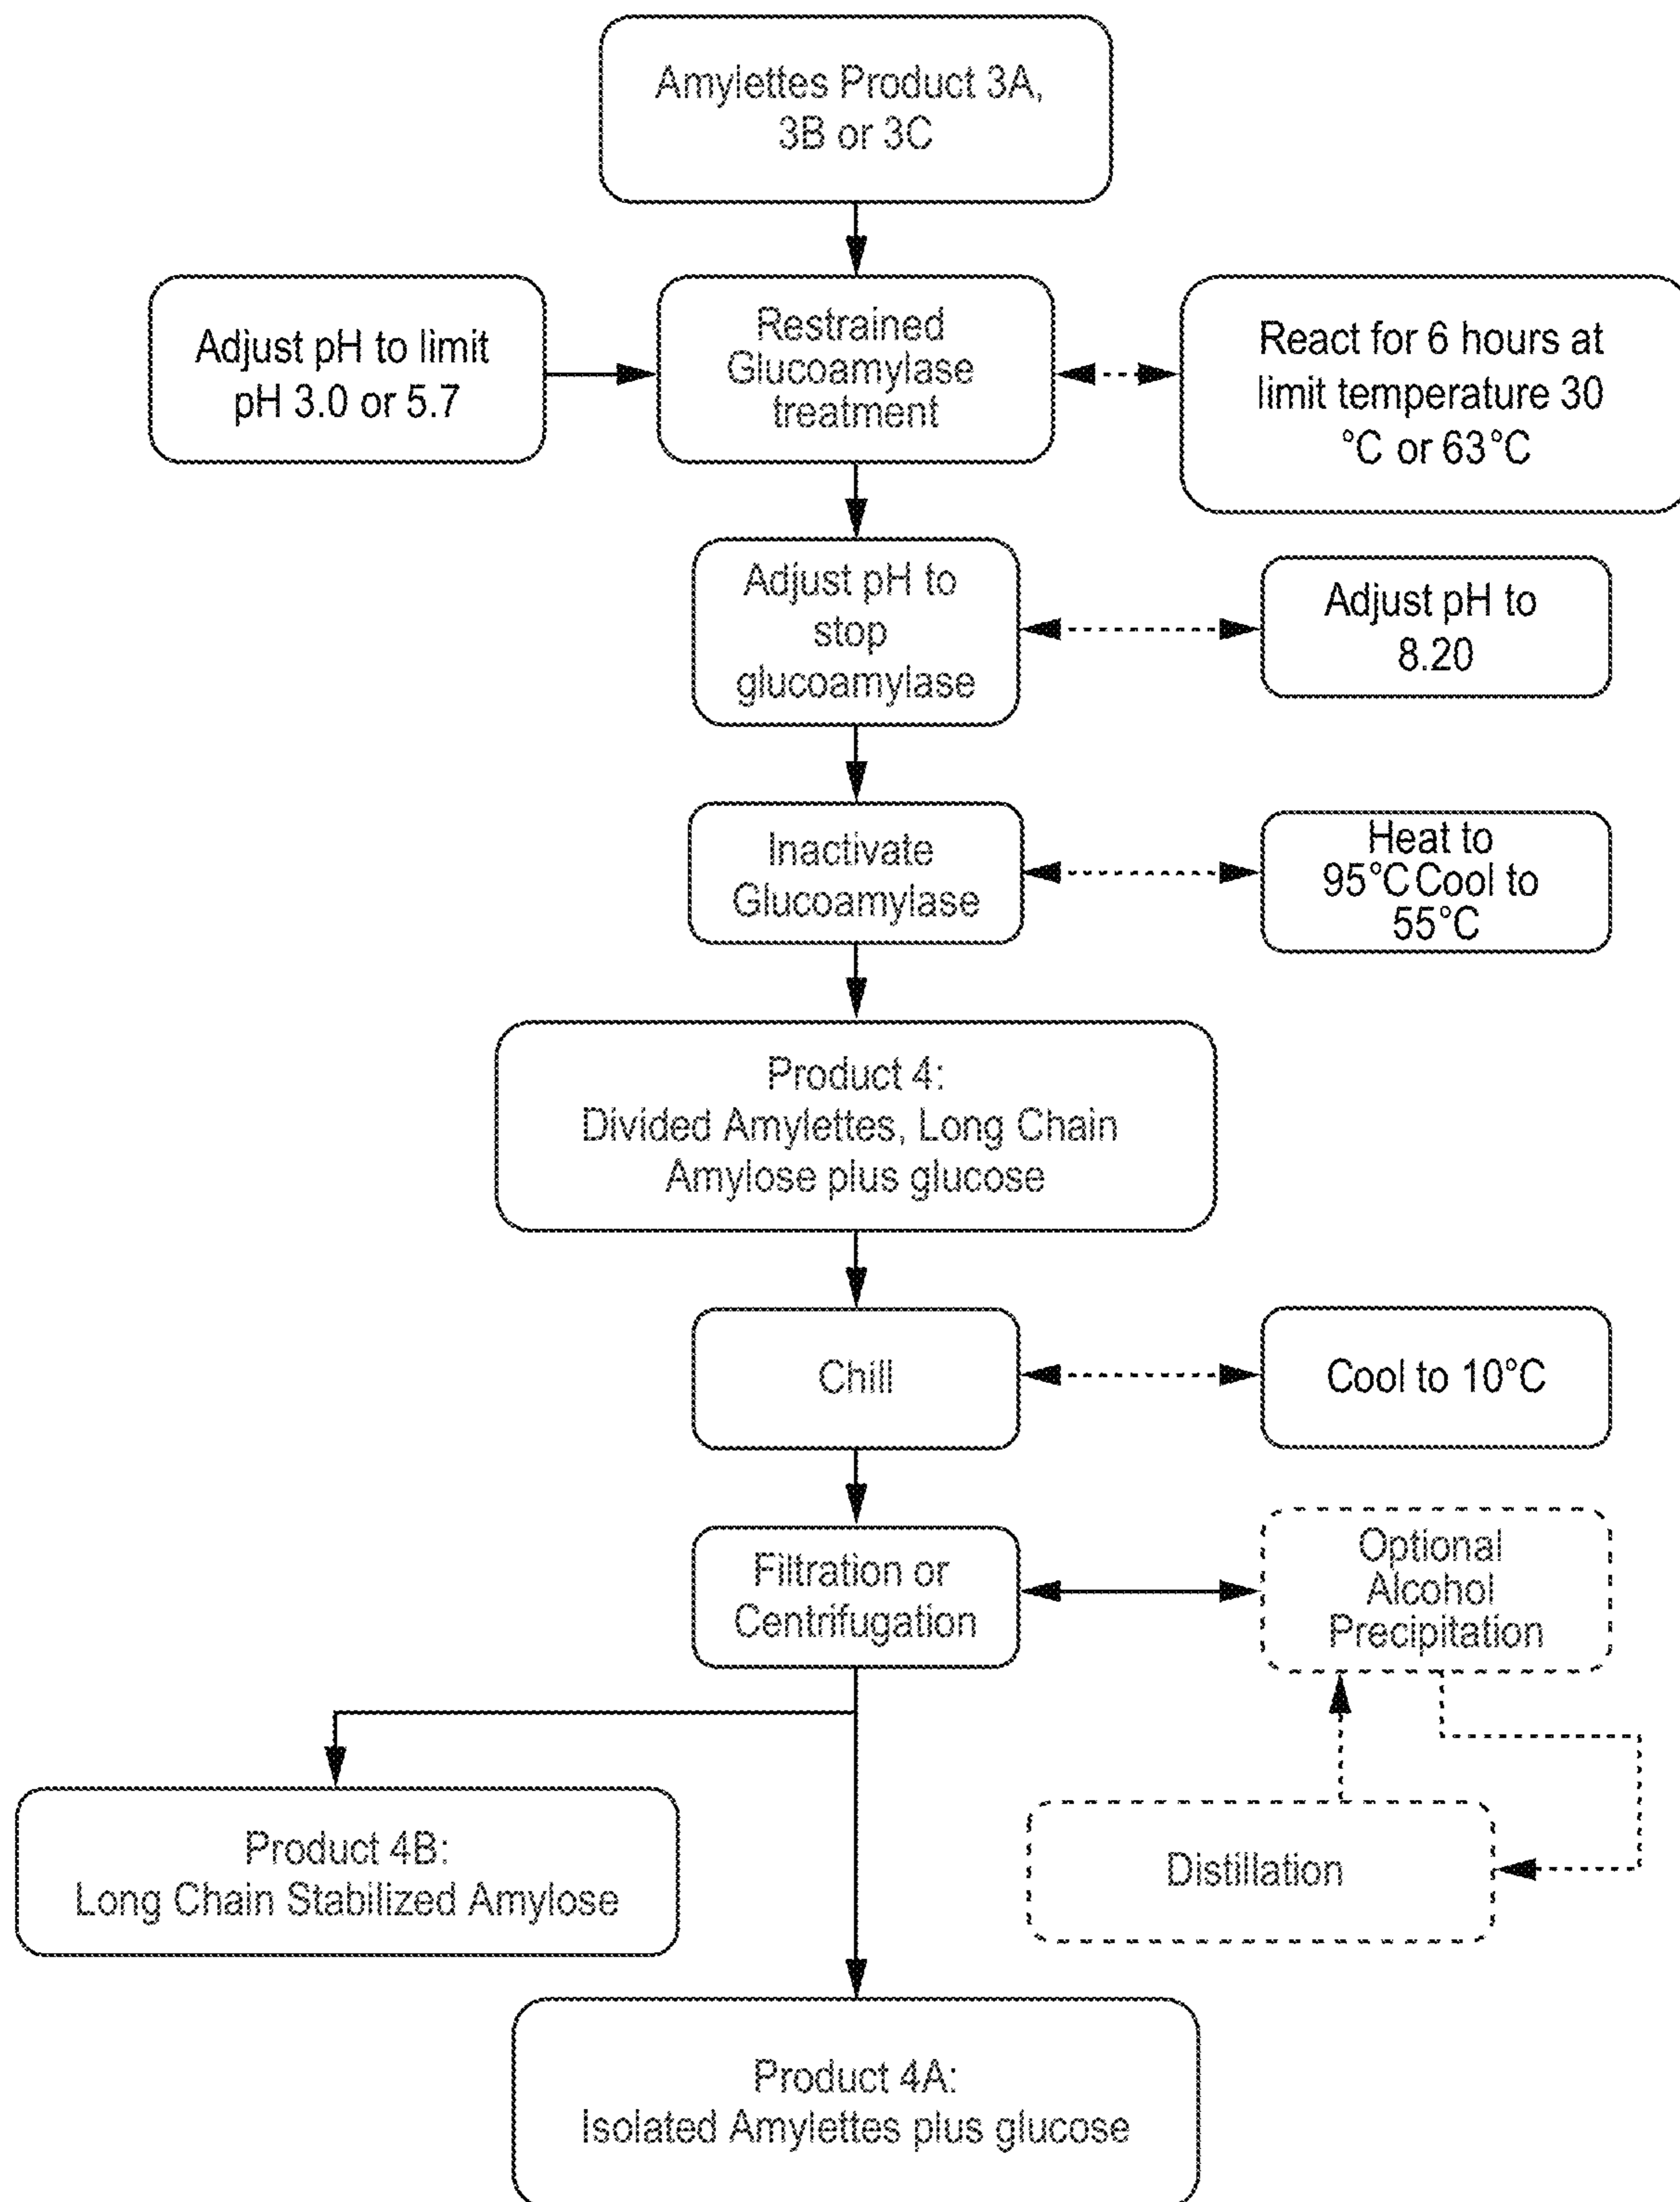 Amylettes Product 3A,
3B or 3C
Adjust pH to limit
pH 3.0 or 5.7
Restrained
Glucoamylase
treatment
React for 6 hours at
limit temperature 30
°C or 63°C
Adjust pH to
stop
glucoamylase
Adjust pH to
8.20
Inactivate
Glucoamylase
Heat to
95°CCool to
55°C
Product 4:
Divided Amylettes, Long Chain
Amylose plus glucose
Chill
Cool to 10°C
Filtration or
Centrifugation
Optional
Alcohol
Precipitation
Product 4B:
Long Chain Stabilized Amylose
Distillation
Product 4A:
Isolated Amylettes plus glucose